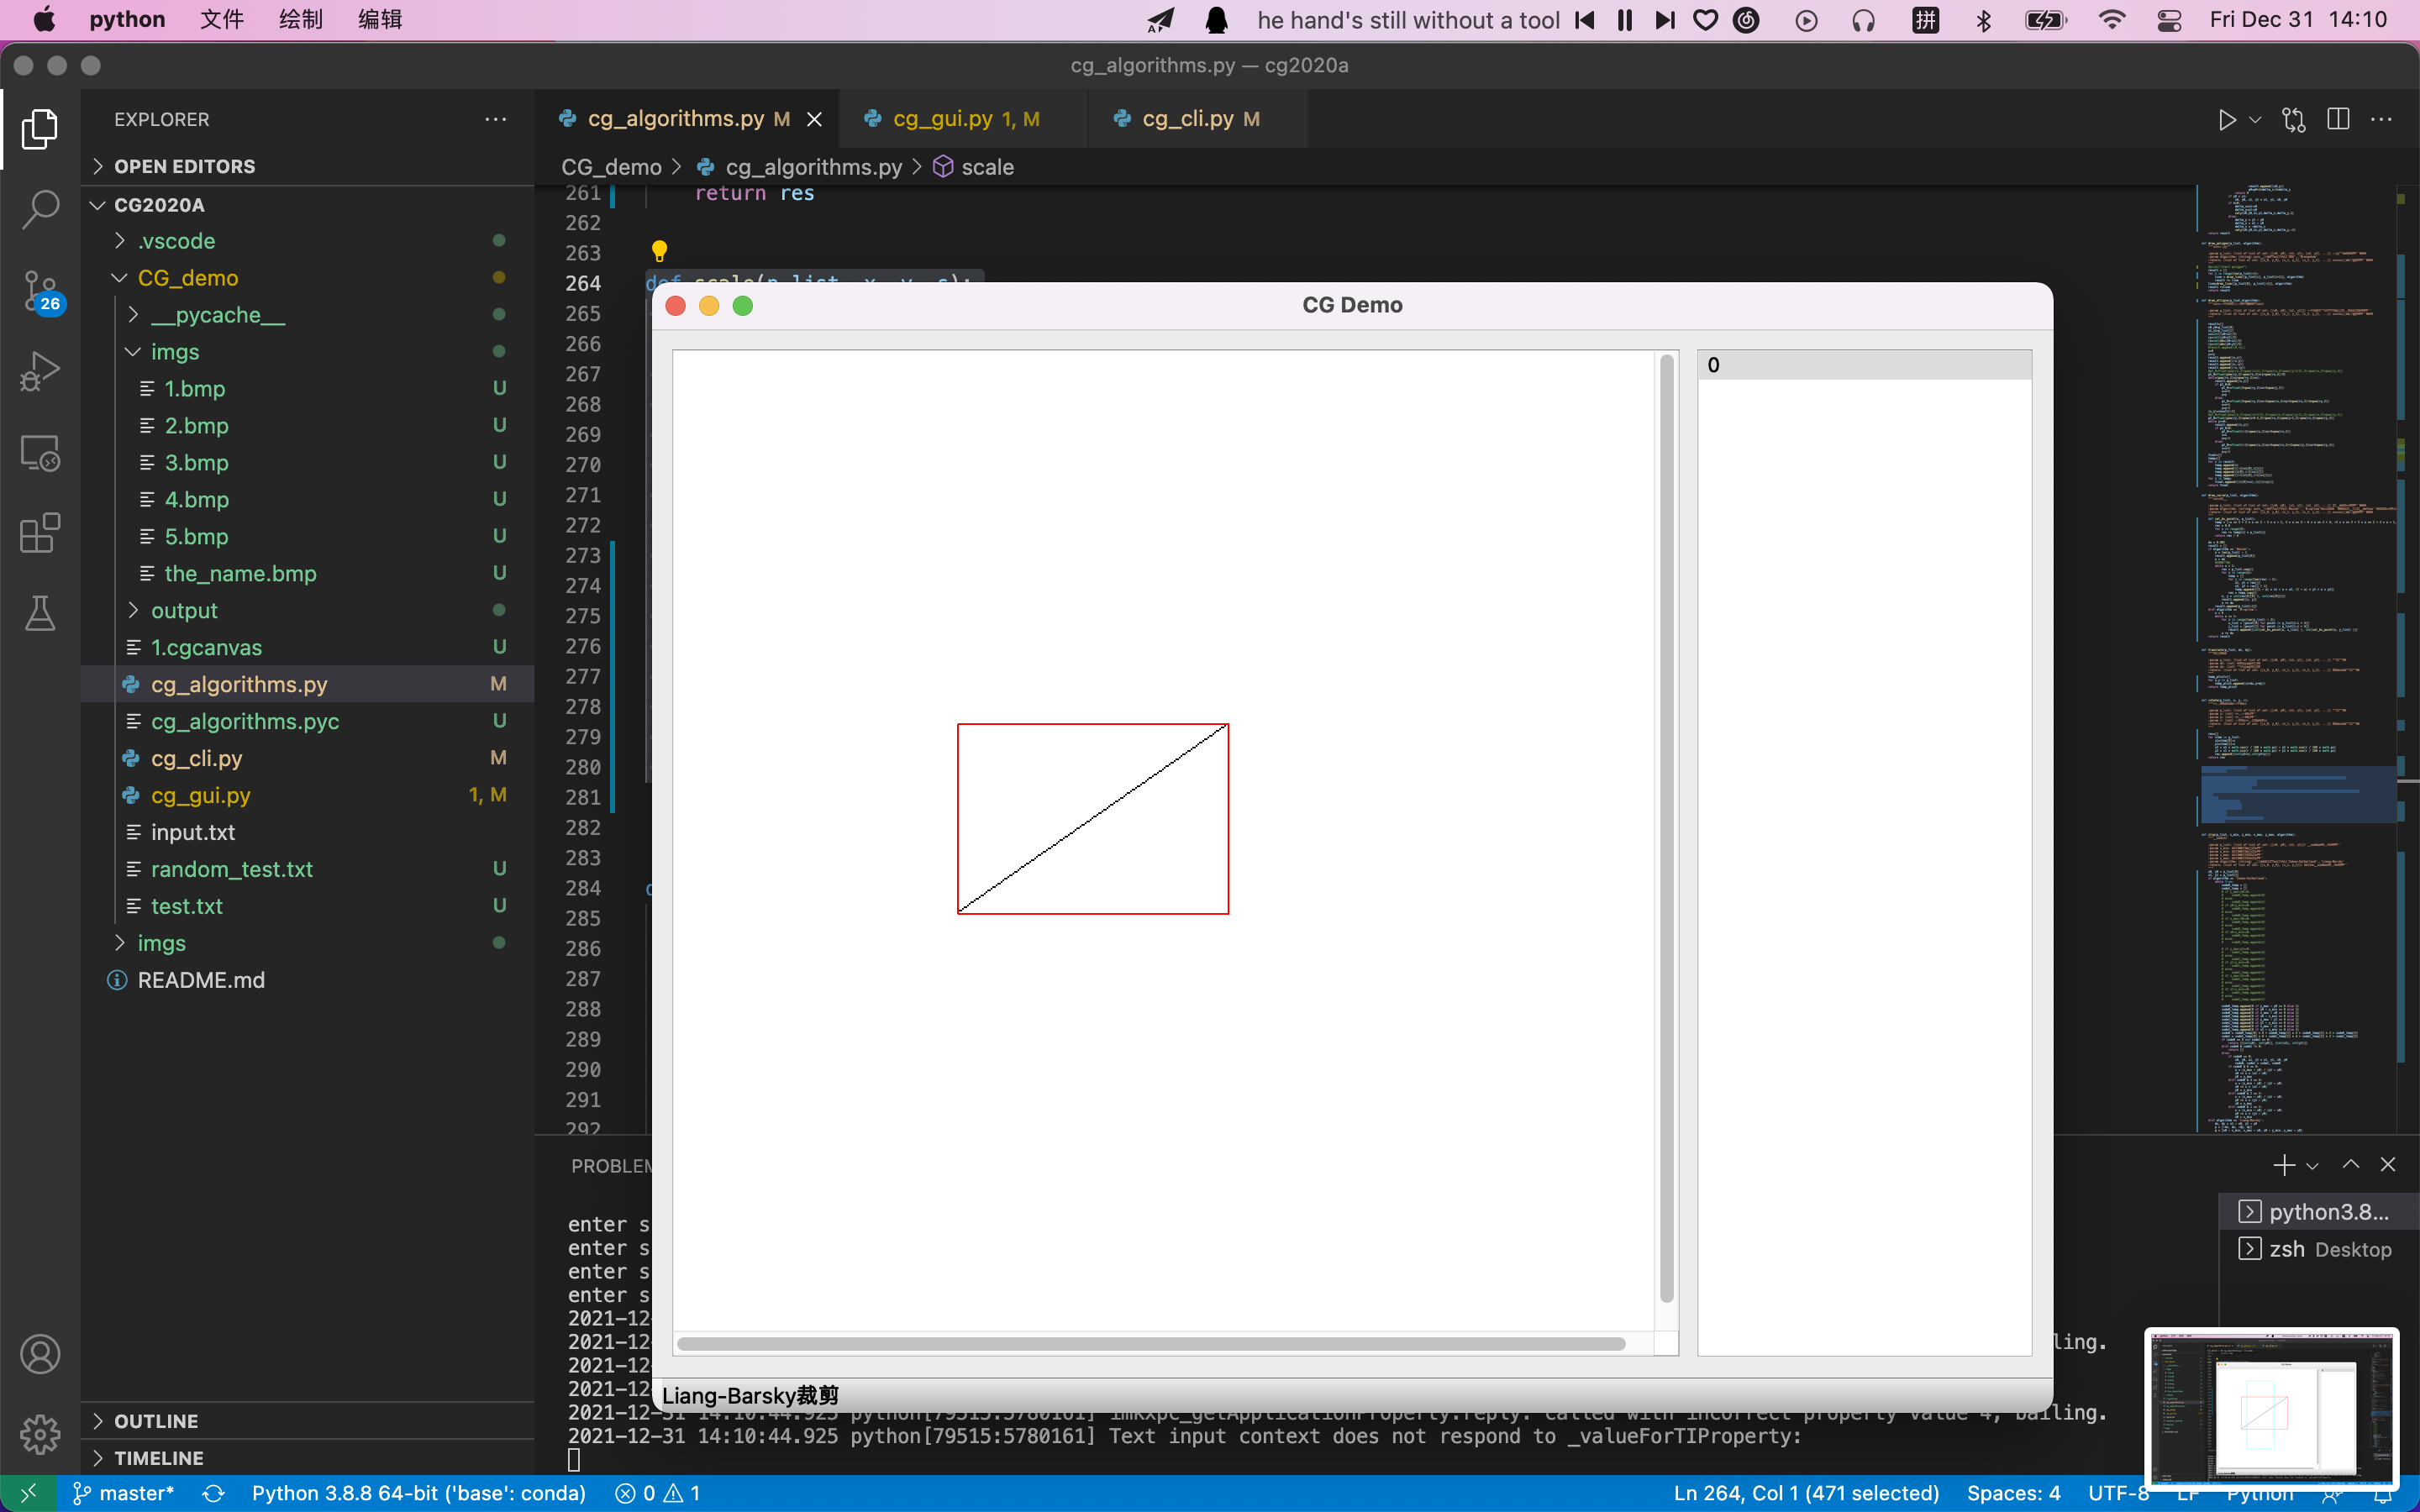 python 文件 绘制 编辑 he hand's still without a tool 拼 Fri Dec 31 14:10
cg_algorithms.py — cg2020a
EXPLORER
cg_algorithms.py M
cg_gui.py 1, M
cg_cli.py M
OPEN EDITORS
CG_demo > cg_algorithms.py > scale
CG2020A
.vscode
CG_demo
__pycache__
imgs
1.bmp U
2.bmp U
3.bmp U
4.bmp U
5.bmp U
the_name.bmp U
output
1.cgcanvas U
cg_algorithms.py M
cg_algorithms.pyc U
cg_cli.py M
cg_gui.py 1, M
input.txt
random_test.txt U
test.txt U
imgs
README.md
26
OUTLINE
TIMELINE
261 return res
262
263
264 def scale(p_list, x, y, s):
265
266
267
268
269
270
271
272
273
274
275
276
277
278
279
280
281
282
283
284
285
286
287
288
289
290
291
292
CG Demo
0
Liang-Barsky裁剪
PROBLEM
enter s
enter s
enter s
enter s
2021-12
2021-12 ling.
2021-12
2021-12
2021-12-31 14:10:44.925 python[79515:5780161] imkxpc_getApplicationProperty:reply: called with incorrect property value 4, bailing.
2021-12-31 14:10:44.925 python[79515:5780161] Text input context does not respond to _valueForTIProperty:
python3.8...
zsh Desktop
master* Python 3.8.8 64-bit ('base': conda) 0 1 Ln 264, Col 1 (471 selected) Spaces: 4 UTF-8 LF Python